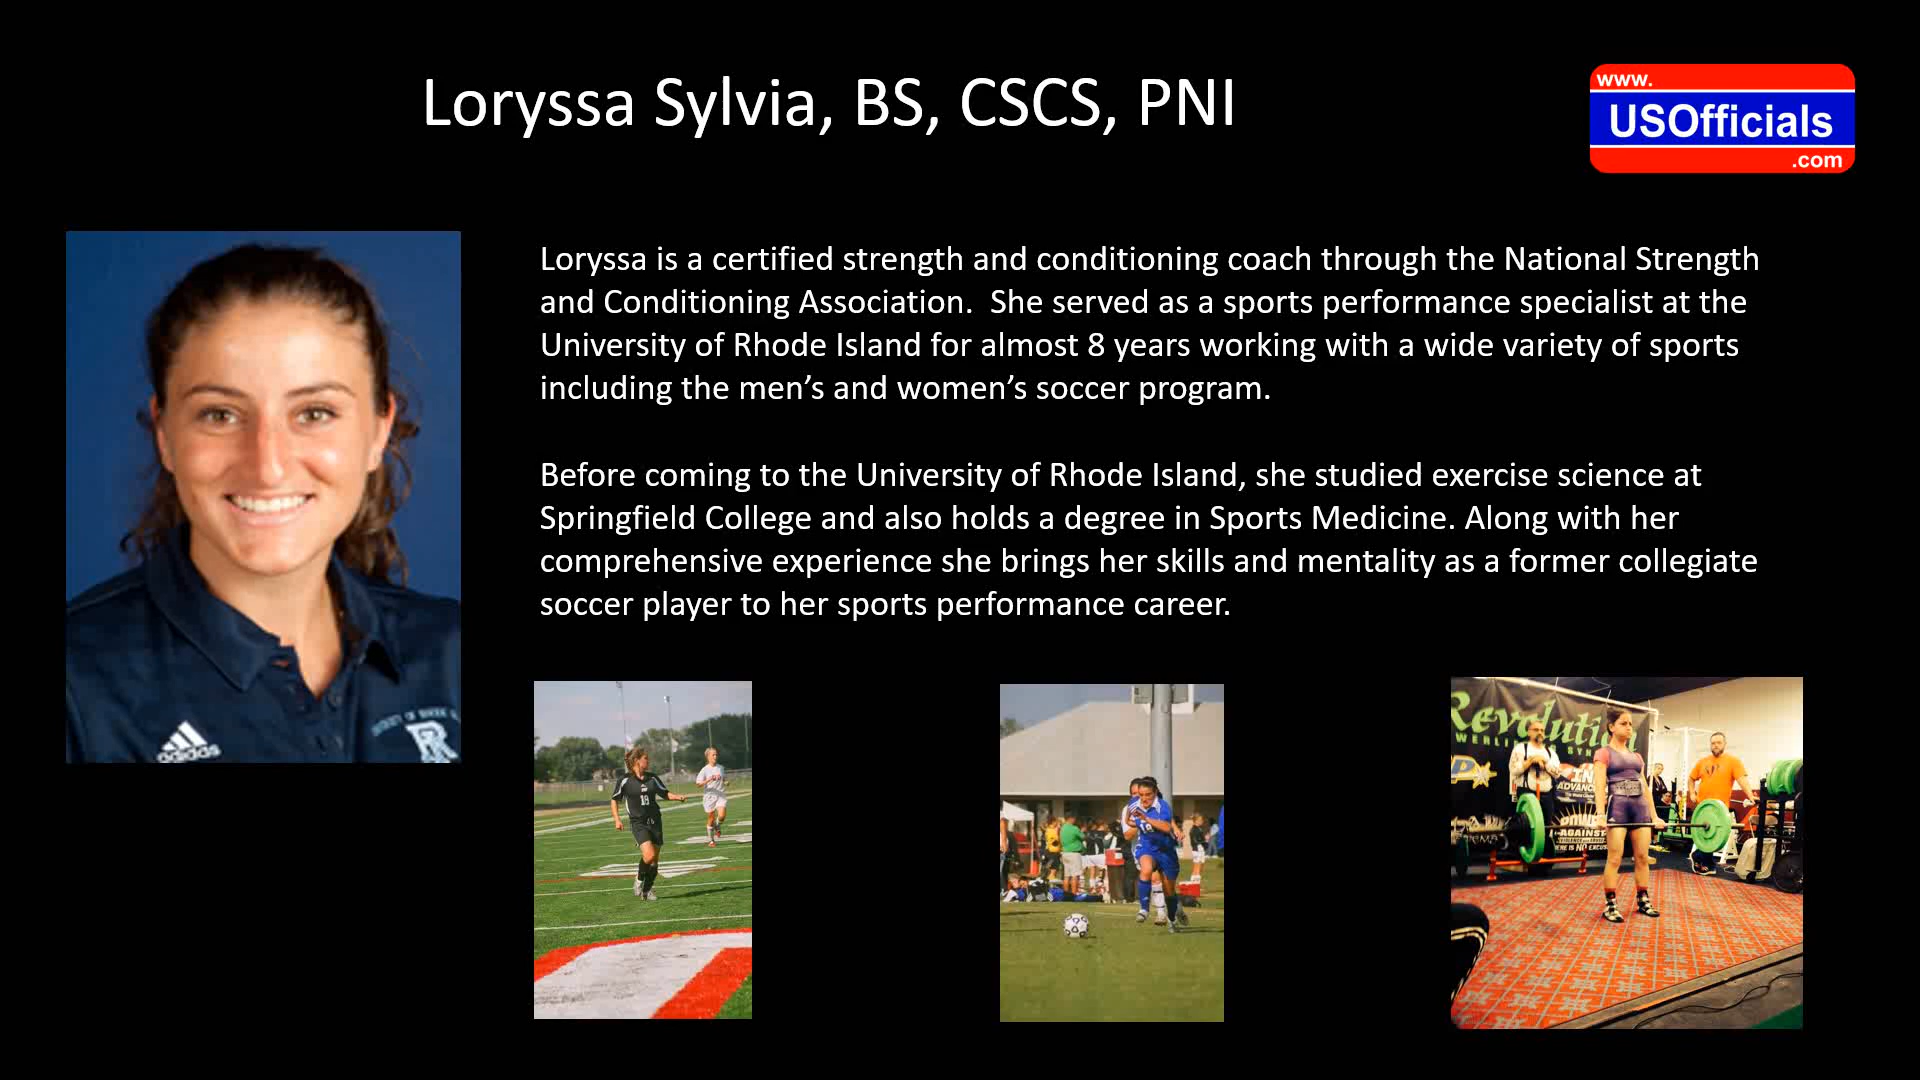 Loryssa Sylvia, BS, CSCS, PNI
www.
USOfficials
.com
Loryssa is a certified strength and conditioning coach through the National Strength
and Conditioning Association.  She served as a sports performance specialist at the
University of Rhode Island for almost 8 years working with a wide variety of sports
including the men’s and women’s soccer program.
Before coming to the University of Rhode Island, she studied exercise science at
Springfield College and also holds a degree in Sports Medicine. Along with her
comprehensive experience she brings her skills and mentality as a former collegiate
soccer player to her sports performance career.
adidas
R
18
Revolution
AGAINST